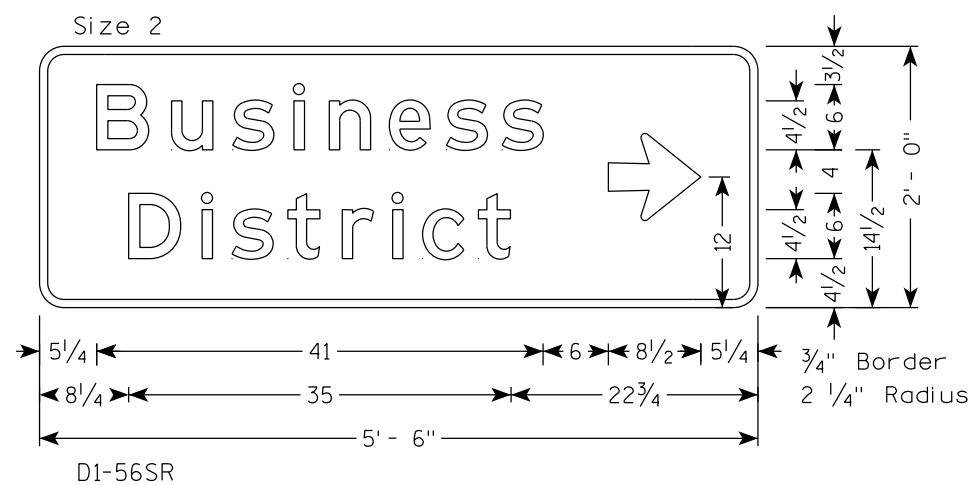 Size 2
Business
District
3½
4½
6
4
4½
6
4½
14½
2' - 0"
12
5¼ 41 6 8½ 5¼
¾" Border
8¼ 35 22¾
2 ¼" Radius
5' - 6"
D1-56SR